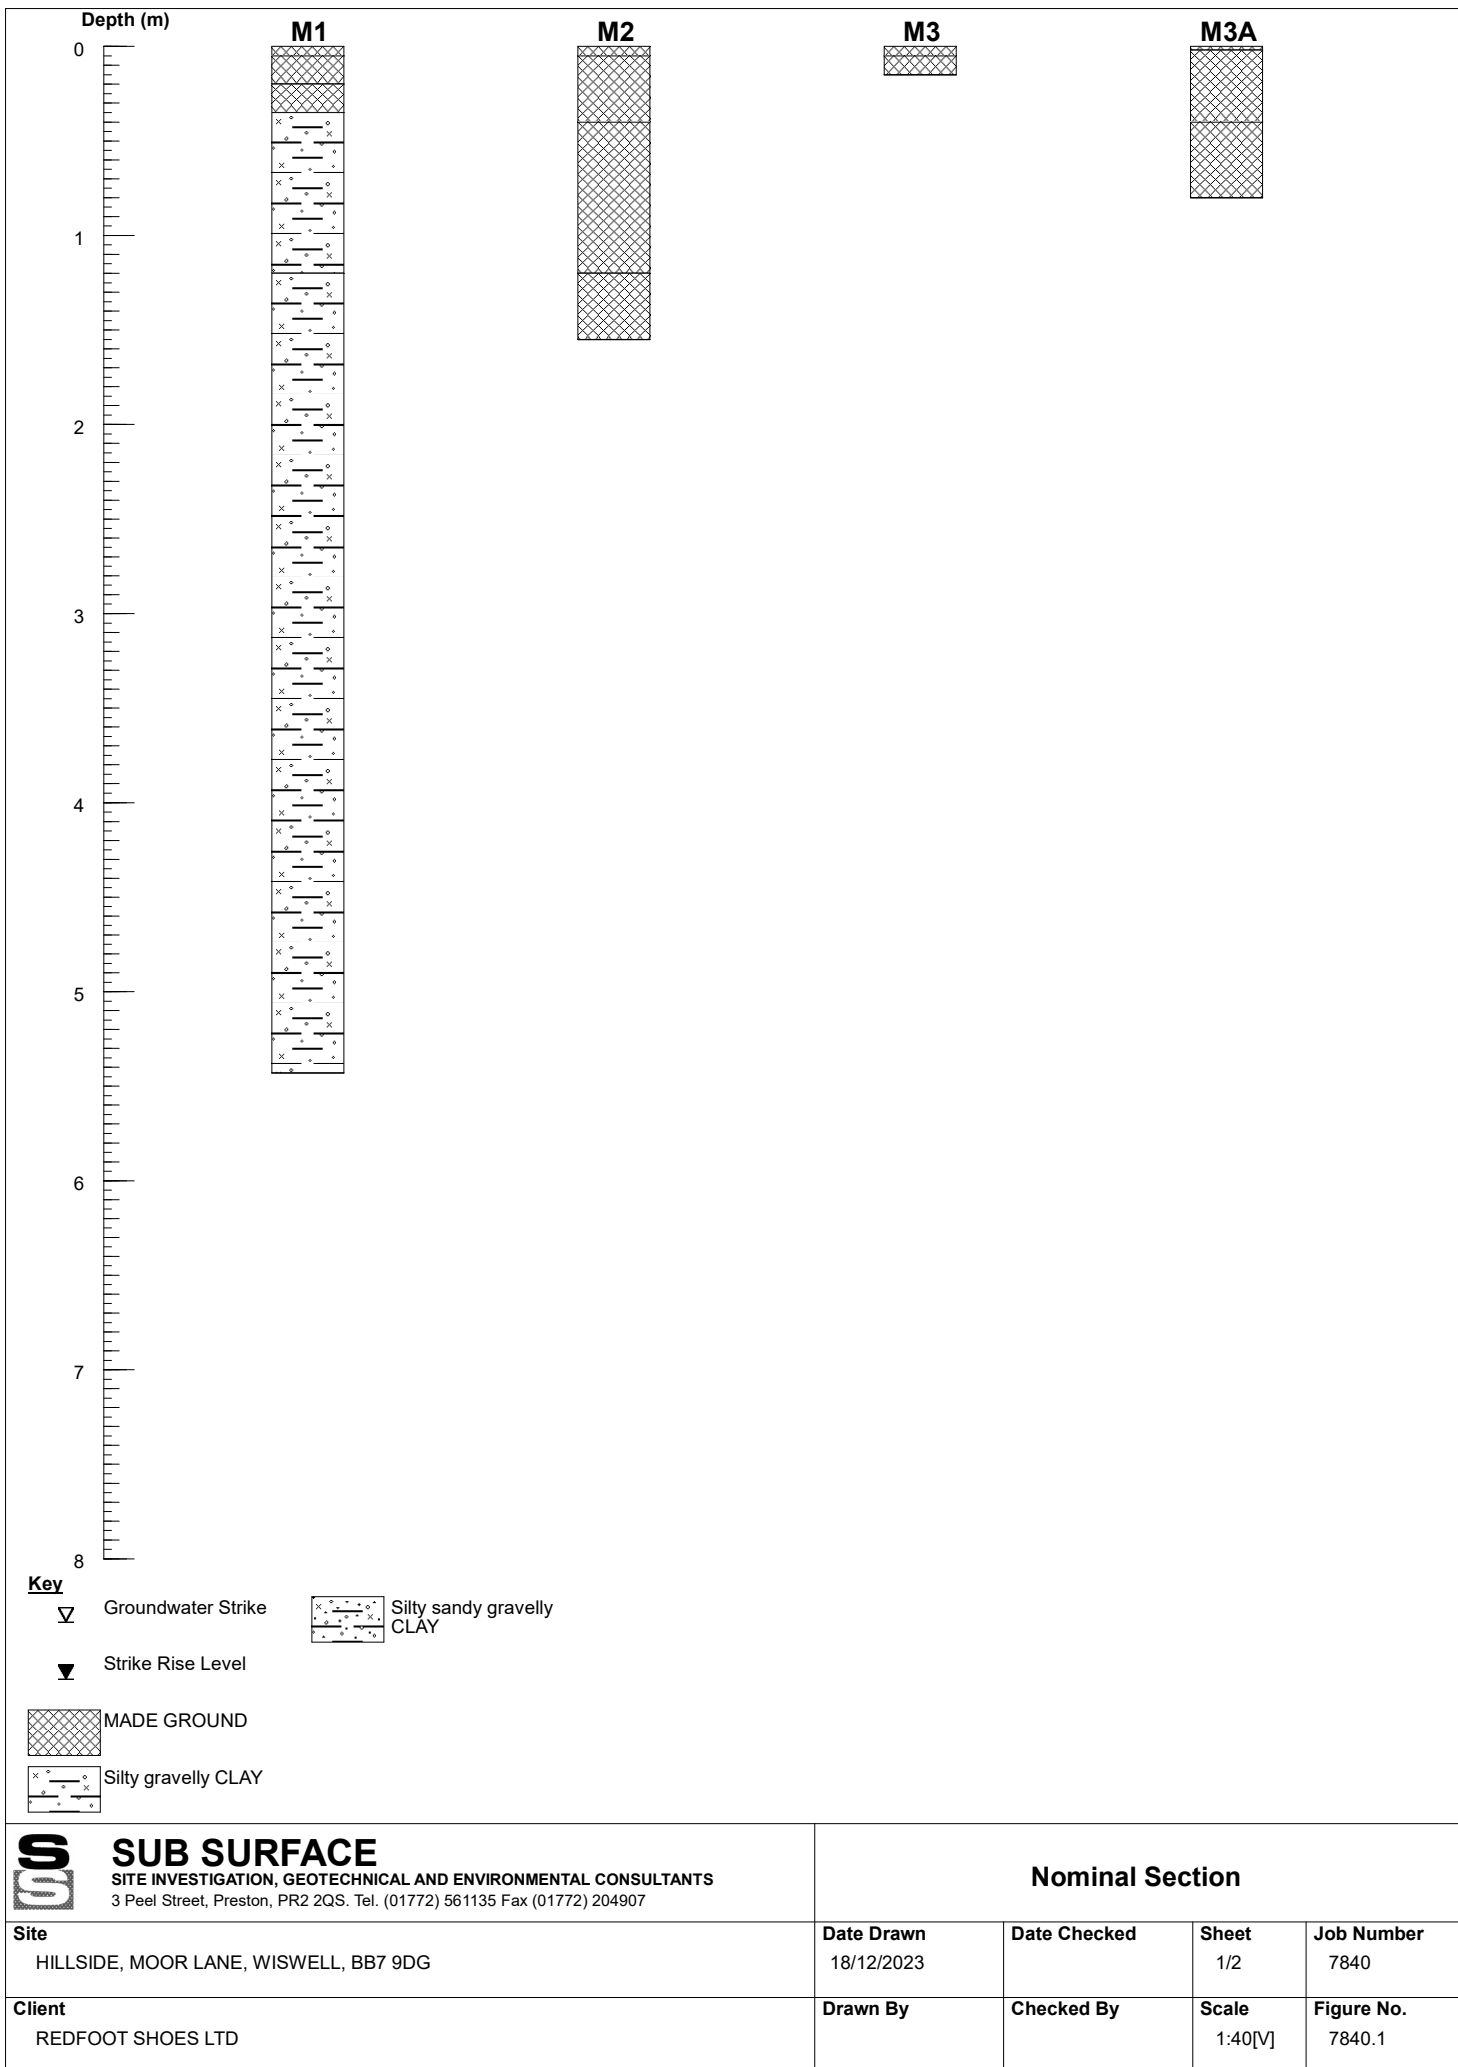 Depth (m)
M1
M2
M3
M3A
0
1
2
3
4
5
6
7
8
Key
Groundwater Strike
Silty sandy gravelly
CLAY
Strike Rise Level
MADE GROUND
Silty gravelly CLAY
S
S
SUB SURFACE
SITE INVESTIGATION, GEOTECHNICAL AND ENVIRONMENTAL CONSULTANTS
3 Peel Street, Preston, PR2 2QS. Tel. (01772) 561135 Fax (01772) 204907
Nominal Section
Site
HILLSIDE, MOOR LANE, WISWELL, BB7 9DG
Date Drawn
18/12/2023
Date Checked
Sheet
1/2
Job Number
7840
Client
REDFOOT SHOES LTD
Drawn By
Checked By
Scale
1:40[V]
Figure No.
7840.1